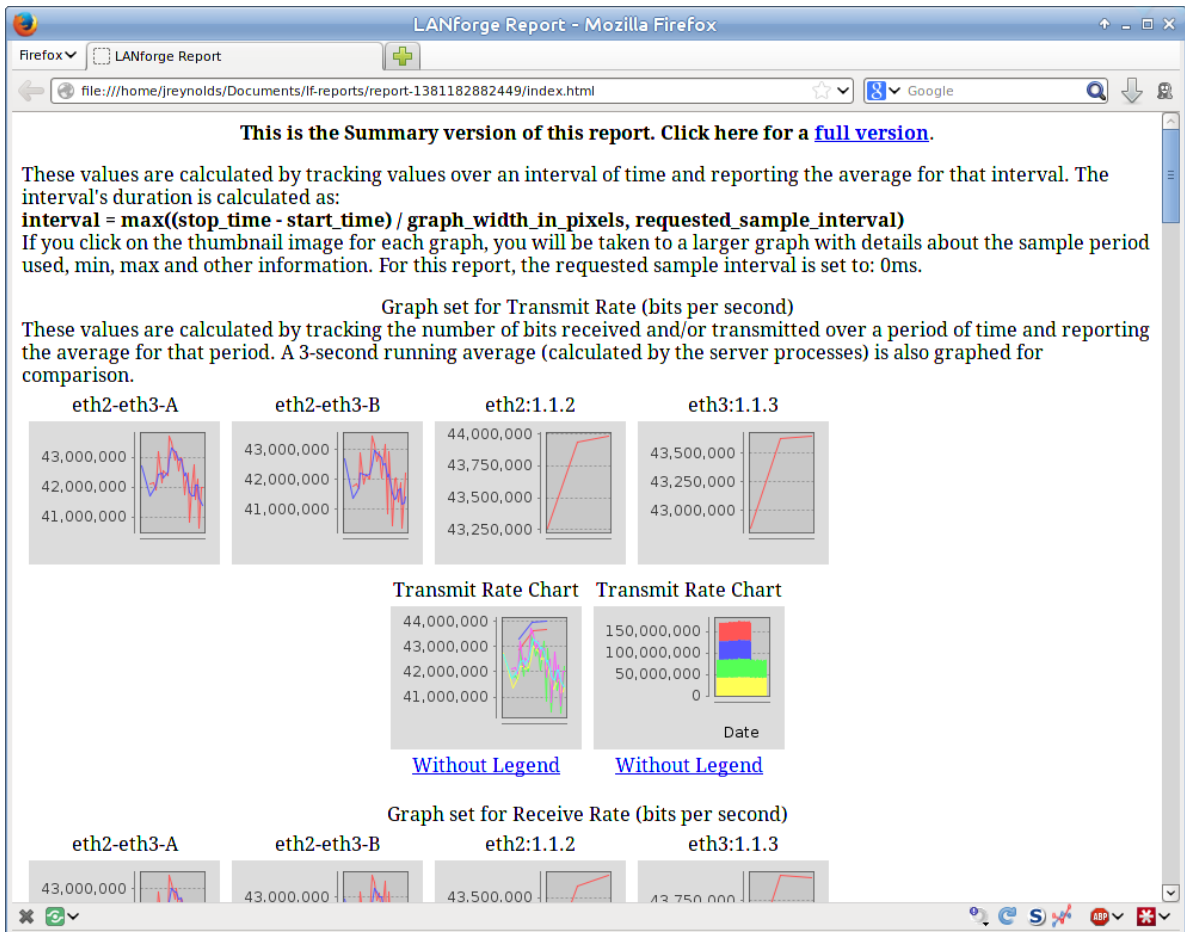 LANforge Report - Mozilla Firefox
Firefox
LANforge Report
file:///home/jreynolds/Documents/lf-reports/report-1381182882449/index.html
Google
This is the Summary version of this report. Click here for a full version.
These values are calculated by tracking values over an interval of time and reporting the average for that interval. The
interval's duration is calculated as:
interval = max((stop_time - start_time) / graph_width_in_pixels, requested_sample_interval)
If you click on the thumbnail image for each graph, you will be taken to a larger graph with details about the sample period
used, min, max and other information. For this report, the requested sample interval is set to: 0ms.
Graph set for Transmit Rate (bits per second)
These values are calculated by tracking the number of bits received and/or transmitted over a period of time and reporting
the average for that period. A 3-second running average (calculated by the server processes) is also graphed for
comparison.
eth2-eth3-A eth2-eth3-B eth2:1.1.2 eth3:1.1.3
43,000,000
42,000,000
41,000,000
43,000,000
42,000,000
41,000,000
44,000,000
43,750,000
43,500,000
43,250,000
43,500,000
43,250,000
43,000,000
Transmit Rate Chart Transmit Rate Chart
44,000,000
43,000,000
42,000,000
41,000,000
150,000,000
100,000,000
50,000,000
0
Date
Without Legend Without Legend
Graph set for Receive Rate (bits per second)
eth2-eth3-A eth2-eth3-B eth2:1.1.2 eth3:1.1.3
43,000,000
43,000,000
43,500,000
43,750,000
S
ABP